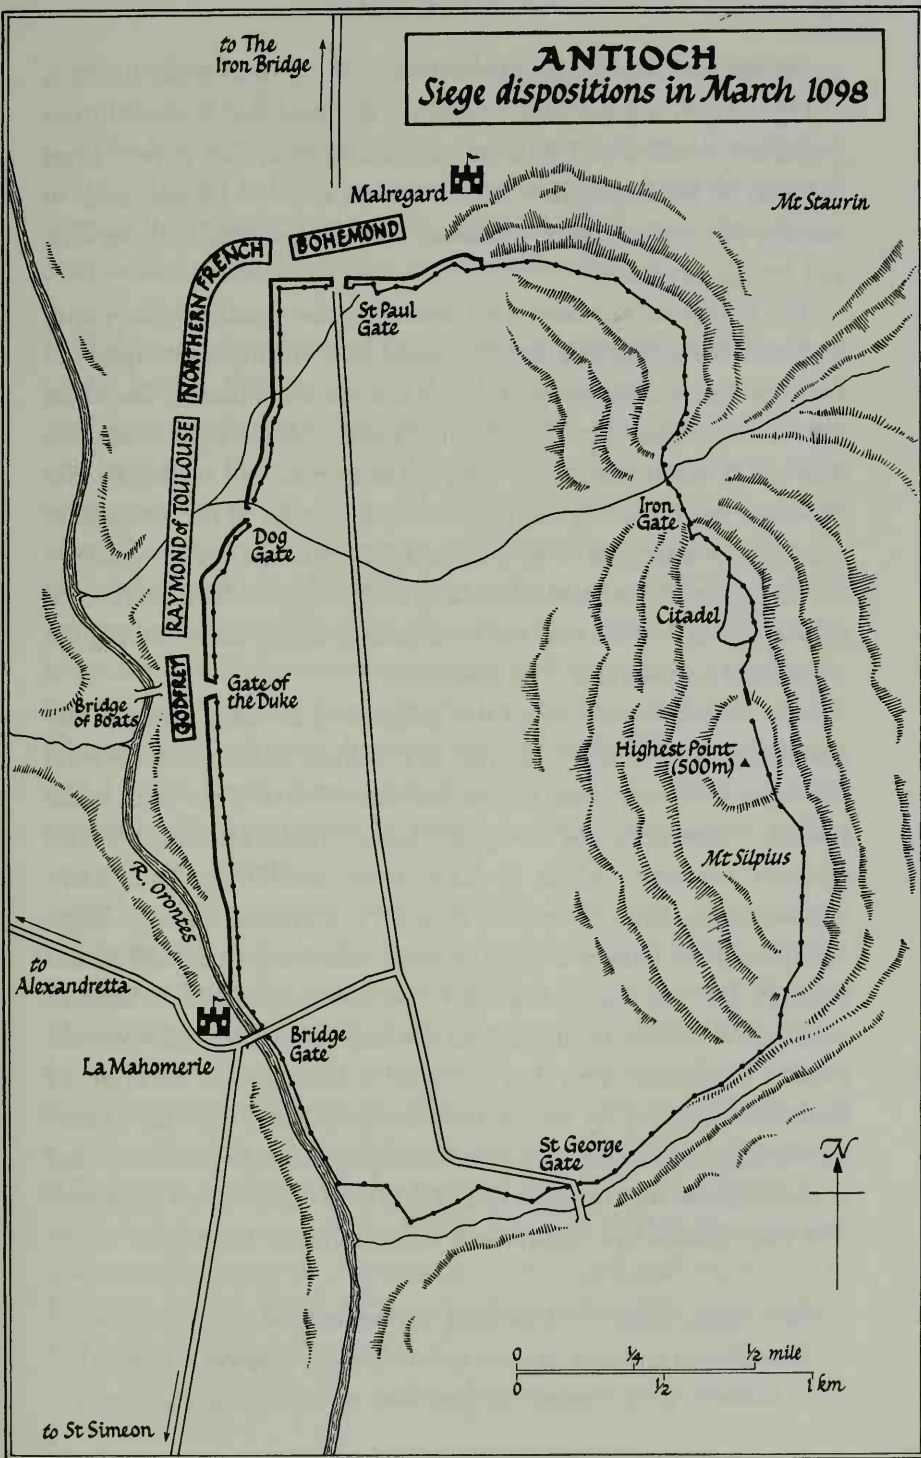 to The
Iron Bridge
ANTIOCH
Siege dispositions in March 1098
Malregard
Mt Staurin
BOHEMOND
NORTHERN FRENCH
St Paul
Gate
RAYMOND of TOULOUSE
Dog
Gate
Iron
Gate
Citadel
GODFREY
Gate of
the Duke
Bridge
of Boats
Highest Point
(500m)
Mt Silpius
R. Orontes
to
Alexandretta
La Mahomerie
Bridge
Gate
St George
Gate
N
0 ¼ ½ mile
0 ½ 1 km
to St Simeon